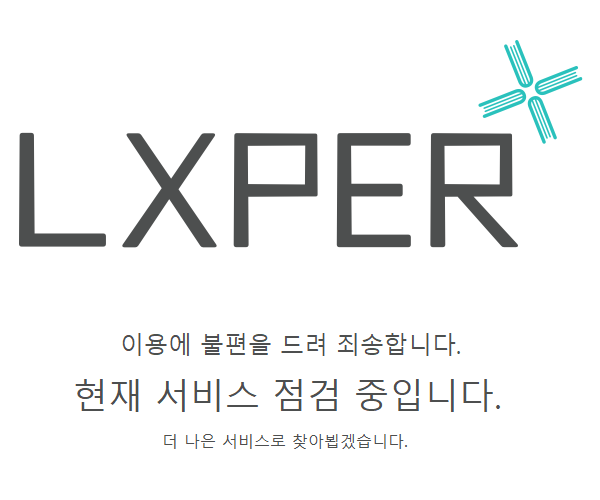 LXPER
이용에 불편을 드려 죄송합니다.
현재 서비스 점검 중입니다.
더 나은 서비스로 찾아뵙겠습니다.